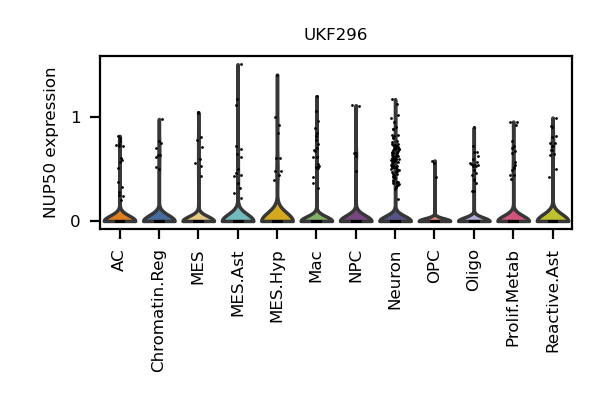 UKF296
NUP50 expression
1
0
AC
Chromatin.Reg
MES
MES.Ast
MES.Hyp
Mac
NPC
Neuron
OPC
Oligo
Prolif.Metab
Reactive.Ast